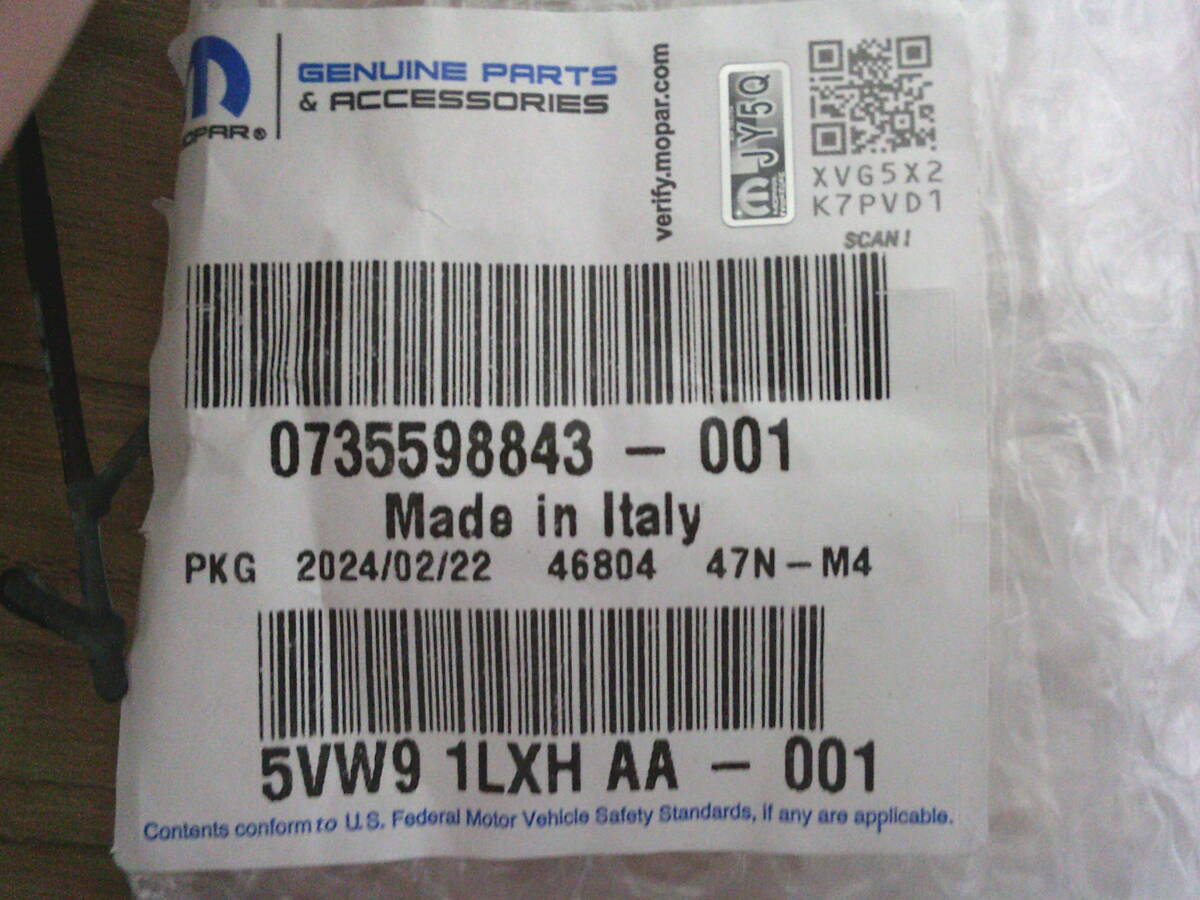 MOPAR®
GENUINE PARTS
& ACCESSORIES
verify.mopar.com
JY5Q
XVG5X2
K7PVD1
SCAN!
0735598843 - 001
Made in Italy
PKG 2024/02/22 46804 47N-M4
5VW9 1LXH AA - 001
Contents conform to U.S. Federal Motor Vehicle Safety Standards, if any are applicable.